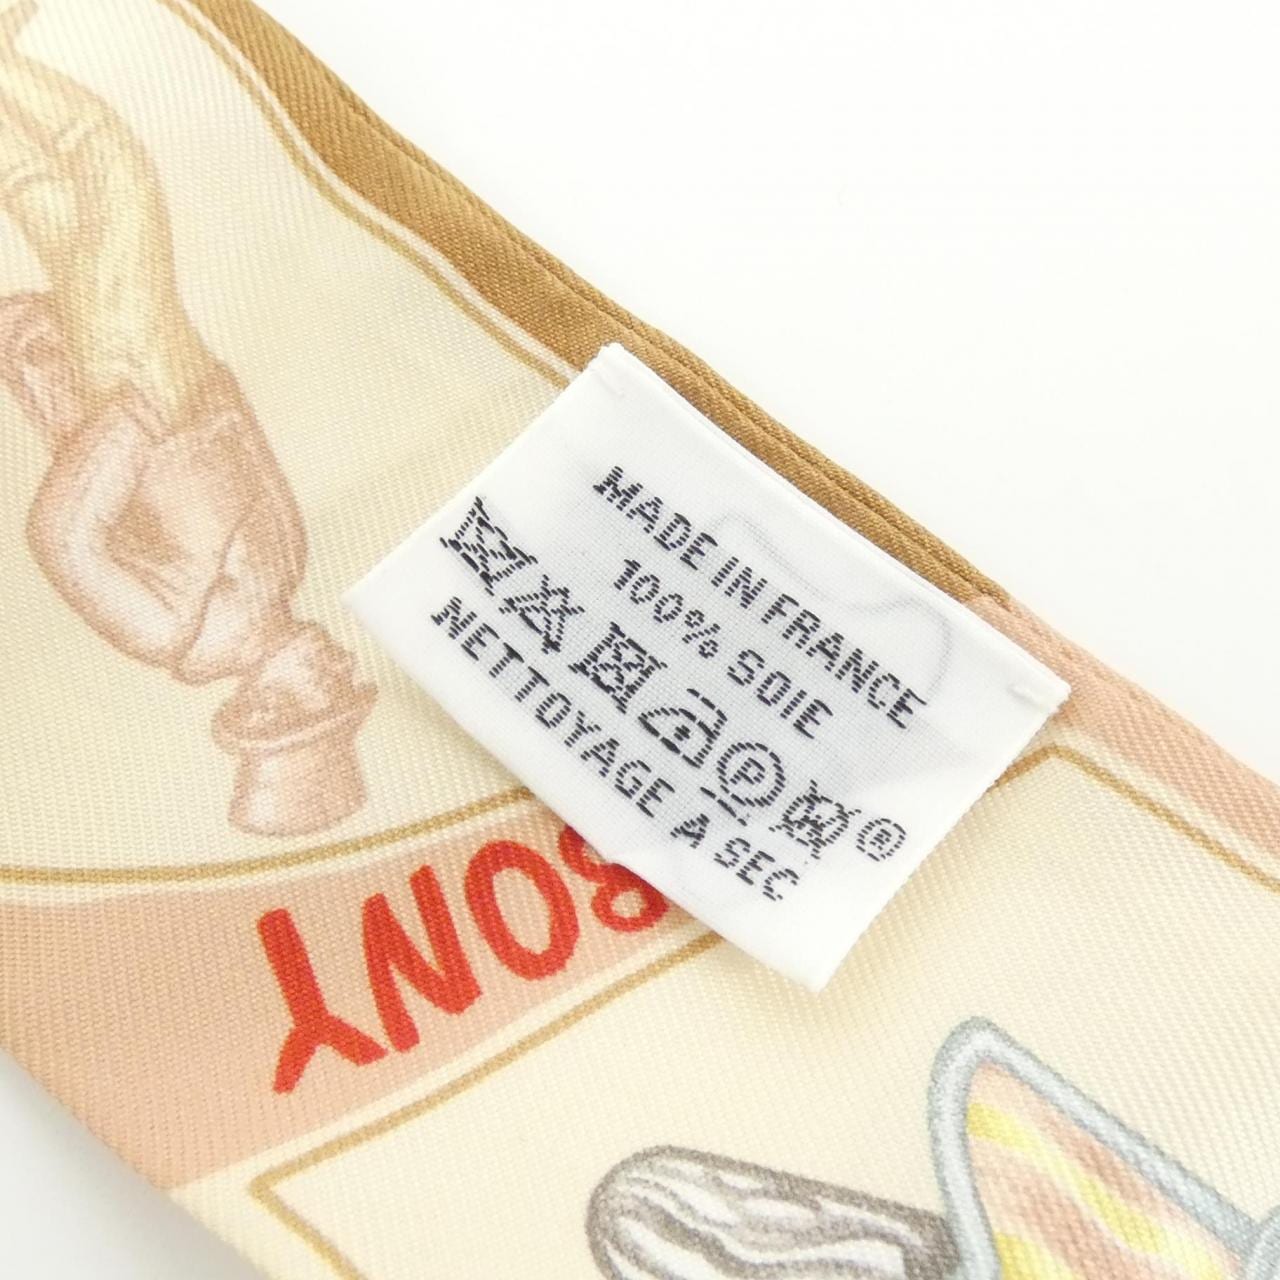 MADE IN FRANCE
100% SOIE
P ®
NETTOYAGE A SEC
BONY